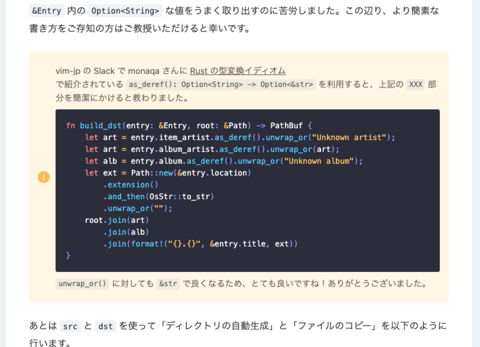 &Entry 内の Option<String> な値をうまく取り出すのに苦労しました。この辺り、より簡素な
書き方をご存知の方はご教授いただけると幸いです。
vim-jp の Slack で monaqa さんに Rust の型変換イディオム
で紹介されている as_deref(): Option<String> -> Option<&str> を利用すると、上記の XXX 部
分を簡潔にかけると教わりました。
fn build_dst(entry: &Entry, root: &Path) -> PathBuf {
    let art = entry.item_artist.as_deref().unwrap_or("Unknown artist");
    let art = entry.album_artist.as_deref().unwrap_or(art);
    let alb = entry.album.as_deref().unwrap_or("Unknown album");
    let ext = Path::new(&entry.location)
        .extension()
        .and_then(OsStr::to_str)
        .unwrap_or("");
    root.join(art)
        .join(alb)
        .join(format!("{}.{}", &entry.title, ext))
}
unwrap_or() に対しても &str で良くなるため、とても良いですね！ありがとうございました。
あとは src と dst を使って「ディレクトリの自動生成」と「ファイルのコピー」を以下のように
行います。